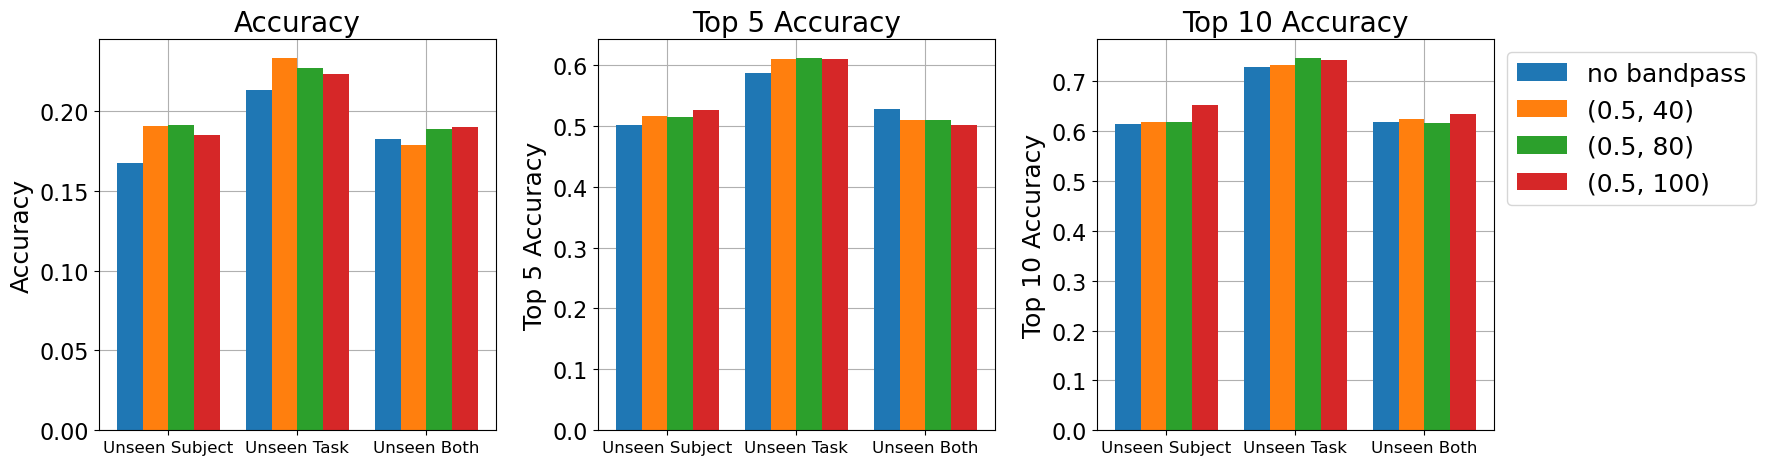 Accuracy
Accuracy
0.20
0.15
0.10
0.05
0.00
Unseen Subject Unseen Task Unseen Both
Top 5 Accuracy
Top 5 Accuracy
0.6
0.5
0.4
0.3
0.2
0.1
0.0
Unseen Subject Unseen Task Unseen Both
Top 10 Accuracy
Top 10 Accuracy
0.7
0.6
0.5
0.4
0.3
0.2
0.1
0.0
Unseen Subject Unseen Task Unseen Both
no bandpass
(0.5, 40)
(0.5, 80)
(0.5, 100)